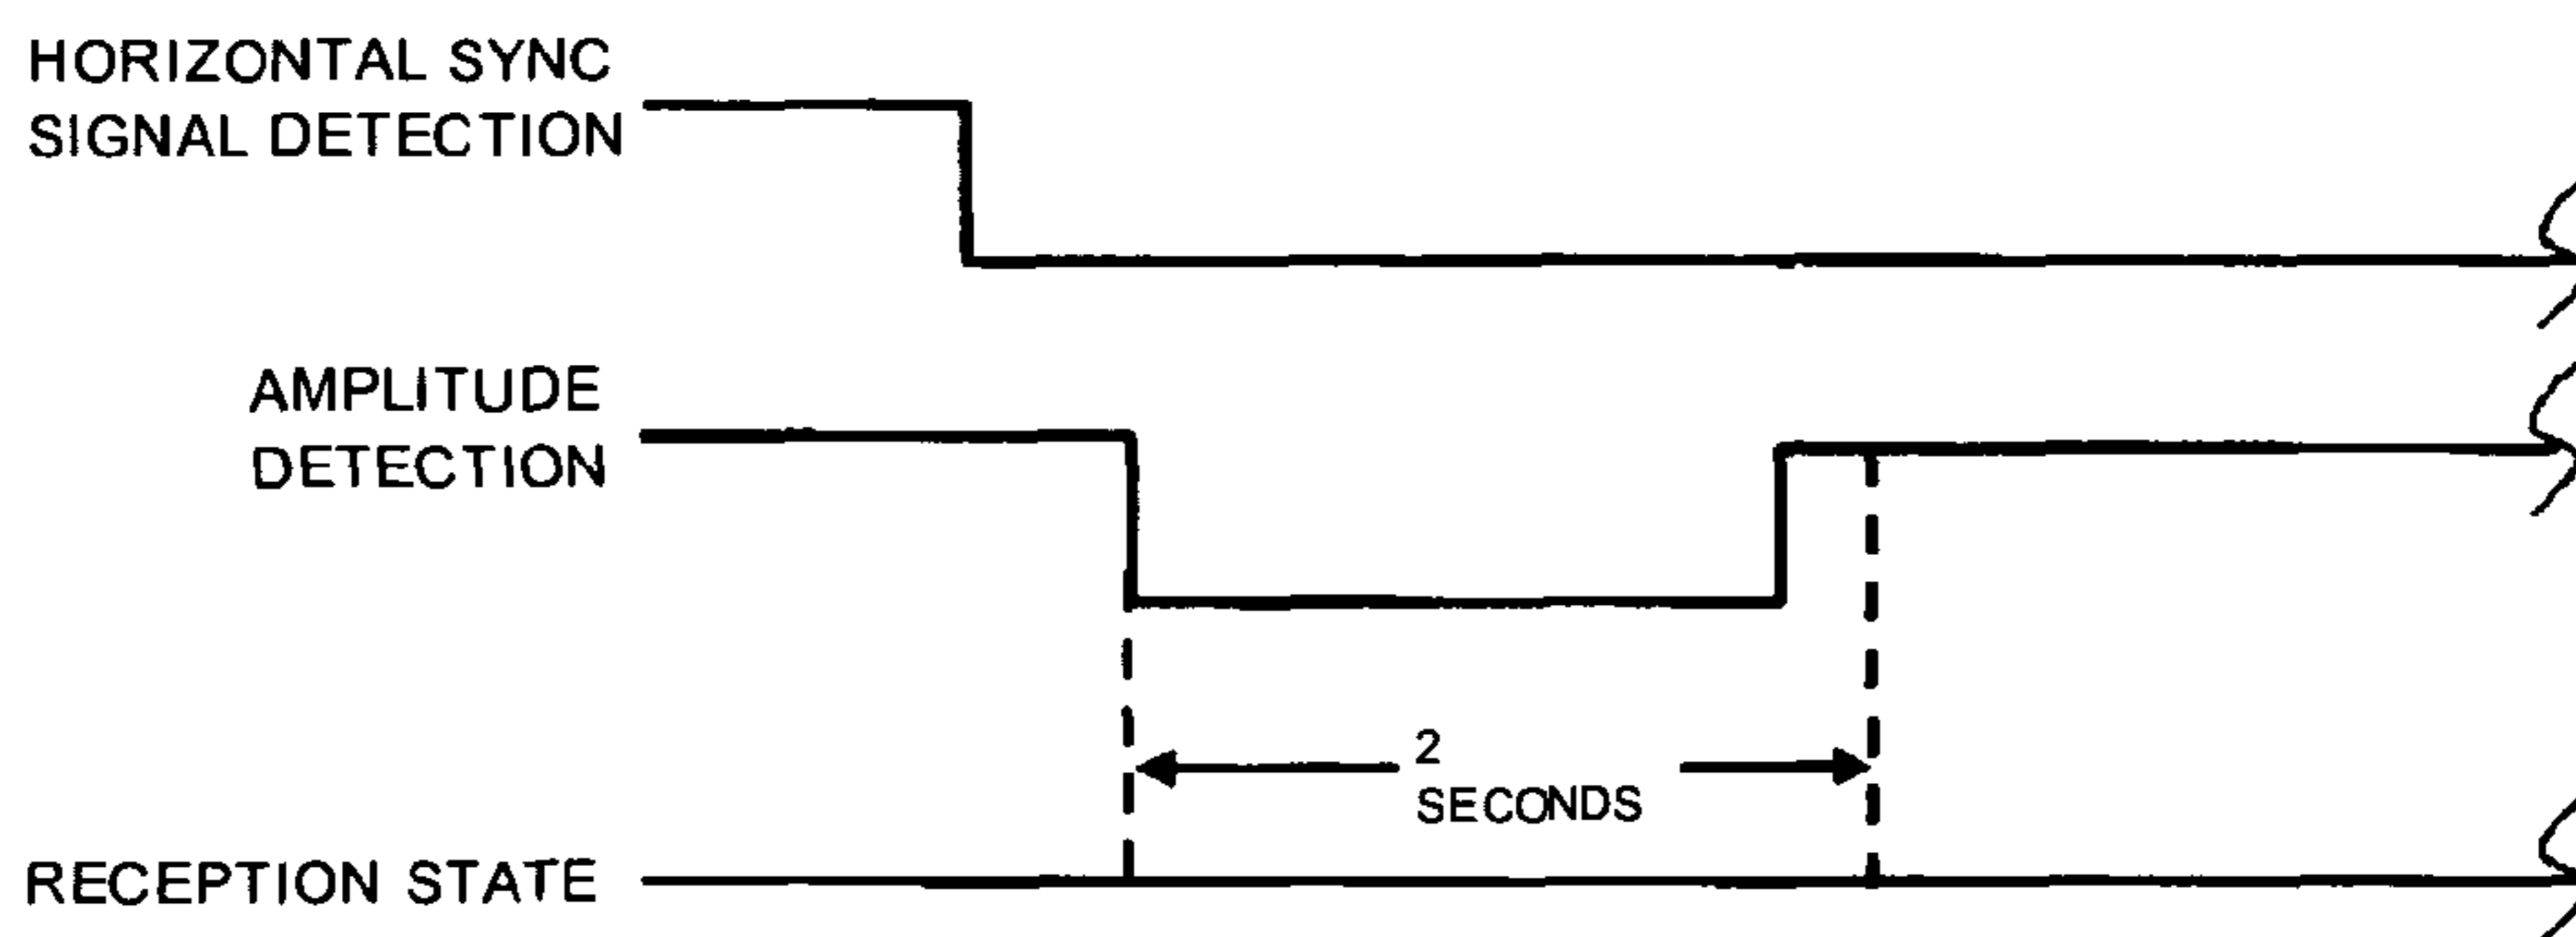 HORIZONTAL SYNC
SIGNAL DETECTION
AMPLITUDE
DETECTION
2
SECONDS
RECEPTION STATE